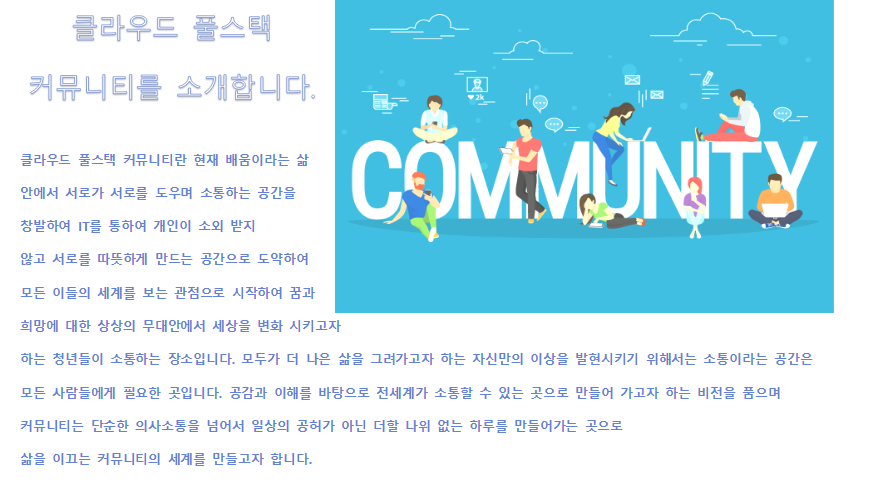 클라우드 풀스택
커뮤니티를 소개합니다.
2k
COMMUNITY
클라우드 풀스택 커뮤니티란 현재 배움이라는 삶
안에서 서로가 서로를 도우며 소통하는 공간을
창발하여 IT를 통하여 개인이 소외 받지
않고 서로를 따뜻하게 만드는 공간으로 도약하여
모든 이들의 세계를 보는 관점으로 시작하여 꿈과
희망에 대한 상상의 무대안에서 세상을 변화 시키고자
하는 청년들이 소통하는 장소입니다. 모두가 더 나은 삶을 그려가고자 하는 자신만의 이상을 발현시키기 위해서는 소통이라는 공간은
모든 사람들에게 필요한 곳입니다. 공감과 이해를 바탕으로 전세계가 소통할 수 있는 곳으로 만들어 가고자 하는 비전을 품으며
커뮤니티는 단순한 의사소통을 넘어서 일상의 공허가 아닌 더할 나위 없는 하루를 만들어가는 곳으로
삶을 이끄는 커뮤니티의 세계를 만들고자 합니다.